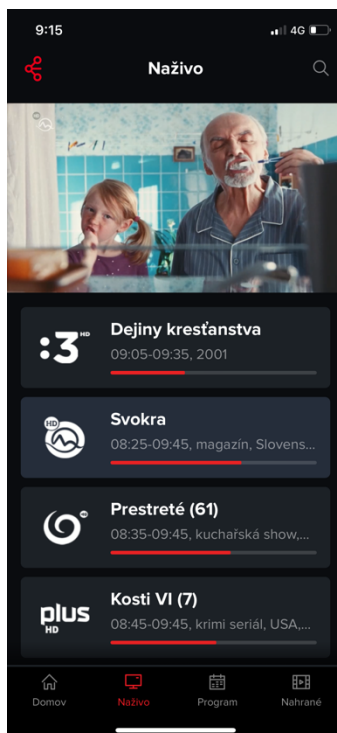 9:15
4G
Naživo
:3 HD
Dejiny kresťanstva
09:05-09:35, 2001
HD
Svokra
08:25-09:45, magazín, Slovens...
Prestreté (61)
08:35-09:45, kuchařská show,...
plus
HD
Kosti VI (7)
08:45-09:45, krimi seriál, USA,...
Domov
Naživo
Program
Nahrané